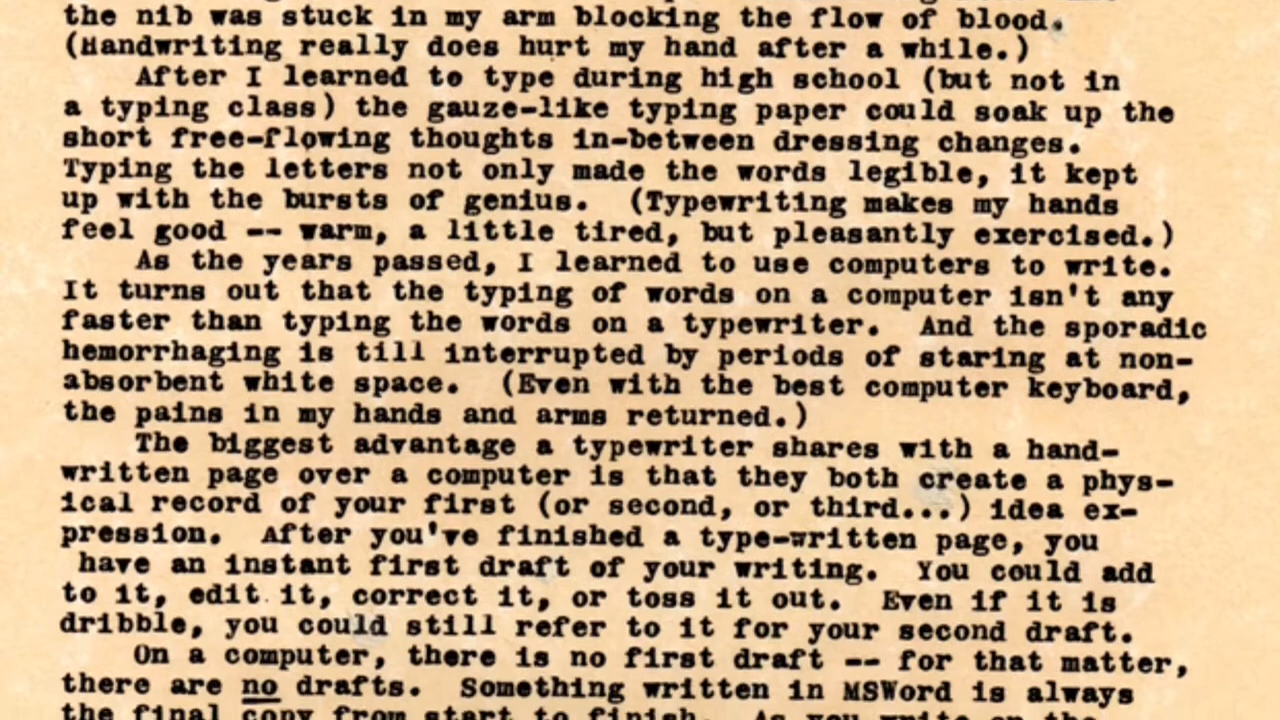 the nib was stuck in my arm blocking the flow of blood.
(Handwriting really does hurt my hand after a while.)
After I learned to type during high school (but not in
a typing class) the gauze-like typing paper could soak up the
short free-flowing thoughts in-between dressing changes.
Typing the letters not only made the words legible, it kept
up with the bursts of genius. (Typewriting makes my hands
feel good -- warm, a little tired, but pleasantly exercised.)
As the years passed, I learned to use computers to write.
It turns out that the typing of words on a computer isn't any
faster than typing the words on a typewriter. And the sporadic
hemorrhaging is till interrupted by periods of staring at non-
absorbent white space. (Even with the best computer keyboard,
the pains in my hands and arms returned.)
The biggest advantage a typewriter shares with a hand-
written page over a computer is that they both create a phys-
ical record of your first (or second, or third...) idea ex-
pression. After you've finished a type-written page, you
have an instant first draft of your writing. You could add
to it, edit it, correct it, or toss it out. Even if it is
dribble, you could still refer to it for your second draft.
On a computer, there is no first draft -- for that matter,
there are no drafts. Something written in MSWord is always
the final copy from start to finish. As you write on the